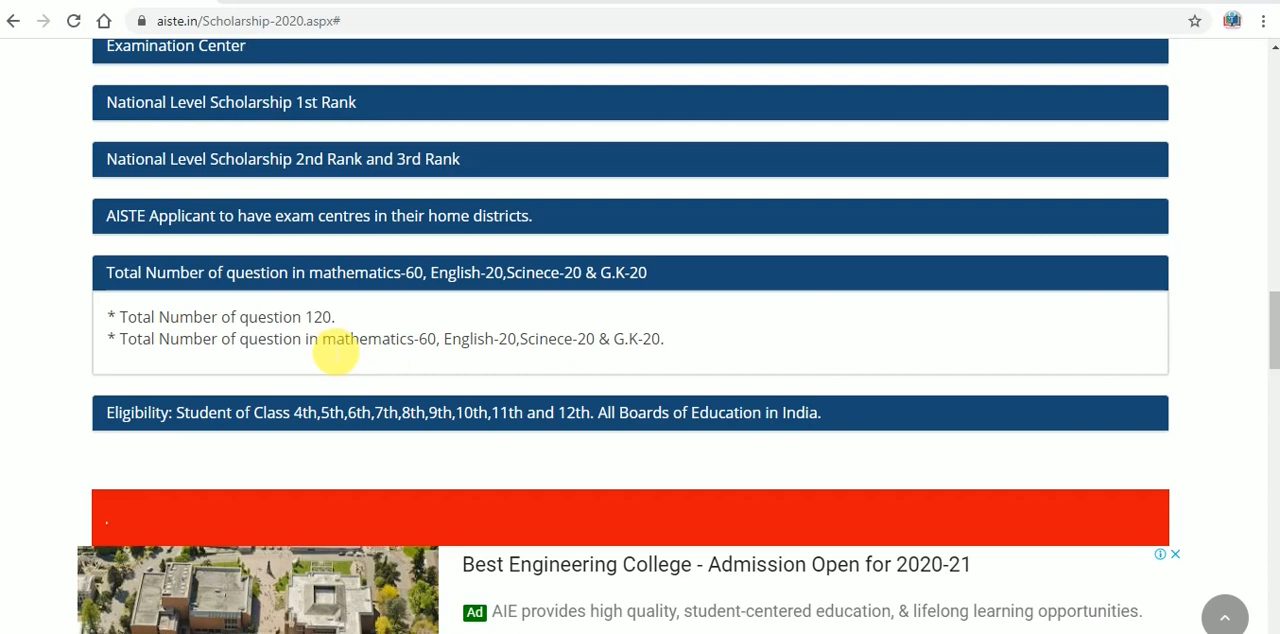 aiste.in/Scholarship-2020.aspx#
Examination Center
National Level Scholarship 1st Rank
National Level Scholarship 2nd Rank and 3rd Rank
AISTE Applicant to have exam centres in their home districts.
Total Number of question in mathematics-60, English-20,Scinece-20 & G.K-20
* Total Number of question 120.
* Total Number of question in mathematics-60, English-20,Scinece-20 & G.K-20.
Eligibility: Student of Class 4th,5th,6th,7th,8th,9th,10th,11th and 12th. All Boards of Education in India.
.
Best Engineering College - Admission Open for 2020-21
Ad AIE provides high quality, student-centered education, & lifelong learning opportunities.